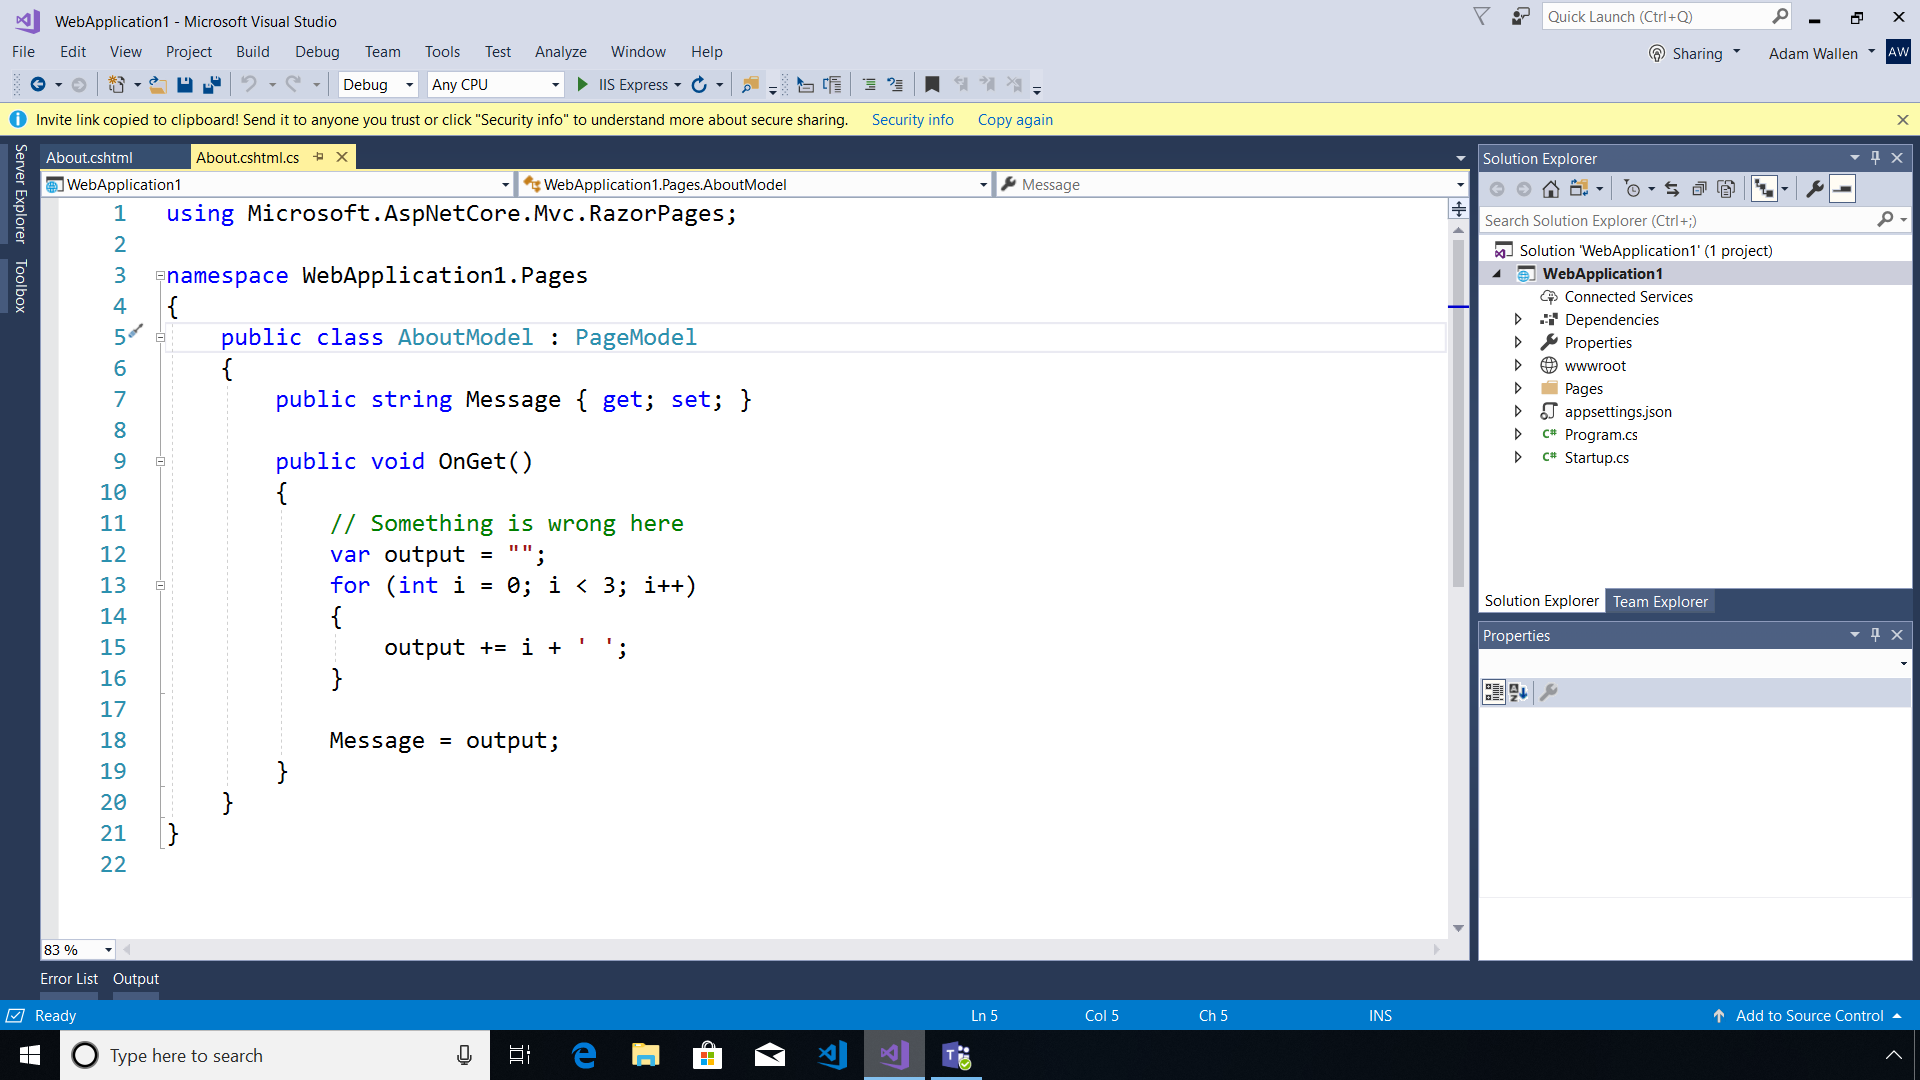 WebApplication1 - Microsoft Visual Studio
Quick Launch (Ctrl+Q)
File Edit View Project Build Debug Team Tools Test Analyze Window Help
Sharing Adam Wallen AW
Debug Any CPU IIS Express
Invite link copied to clipboard! Send it to anyone you trust or click "Security info" to understand more about secure sharing. Security info Copy again
Server Explorer
Toolbox
About.cshtml About.cshtml.cs
WebApplication1 WebApplication1.Pages.AboutModel Message
1 using Microsoft.AspNetCore.Mvc.RazorPages;
2
3 namespace WebApplication1.Pages
4 {
5 public class AboutModel : PageModel
6 {
7 public string Message { get; set; }
8
9 public void OnGet()
10 {
11 // Something is wrong here
12 var output = "";
13 for (int i = 0; i < 3; i++)
14 {
15 output += i + ' ';
16 }
17
18 Message = output;
19 }
20 }
21 }
22
83 %
Solution Explorer
Search Solution Explorer (Ctrl+;)
Solution 'WebApplication1' (1 project)
WebApplication1
Connected Services
Dependencies
Properties
wwwroot
Pages
appsettings.json
C# Program.cs
C# Startup.cs
Solution Explorer Team Explorer
Properties
Error List Output
Ready Ln 5 Col 5 Ch 5 INS Add to Source Control
Type here to search